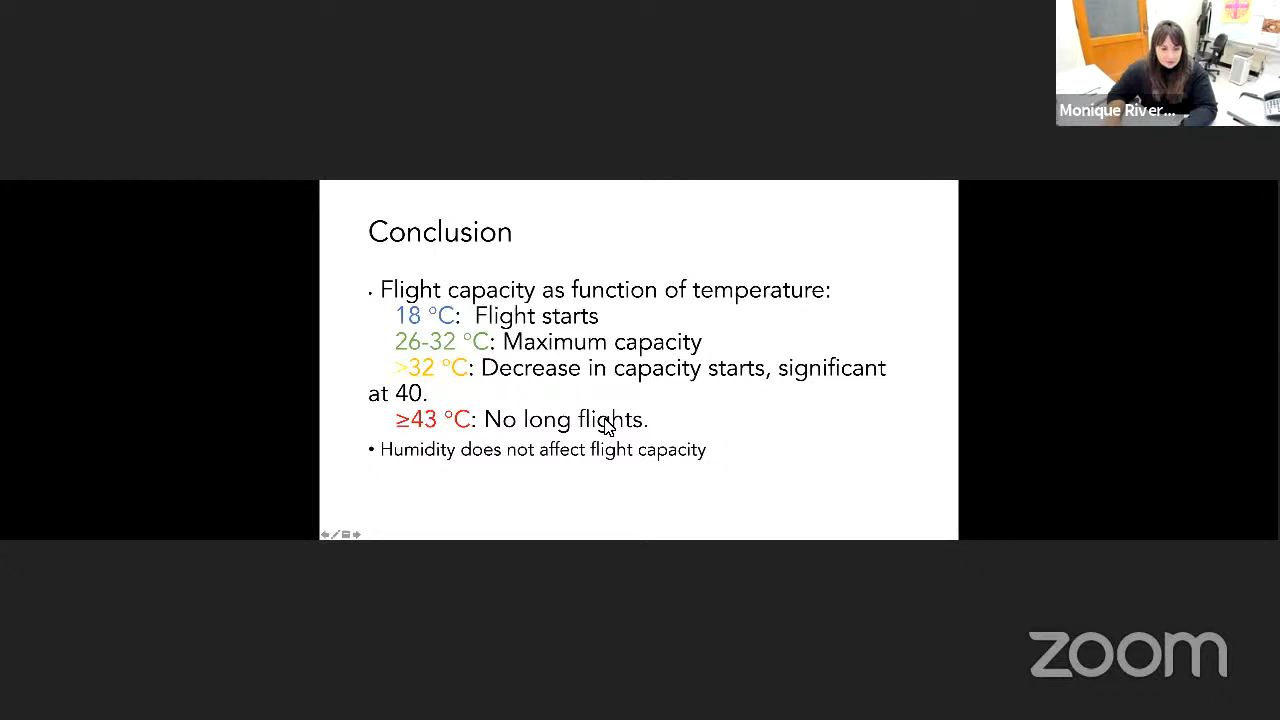 Monique River...
Conclusion
• Flight capacity as function of temperature:
18 °C: Flight starts
26-32 °C: Maximum capacity
>32 °C: Decrease in capacity starts, significant
at 40.
≥43 °C: No long flights.
• Humidity does not affect flight capacity
zoom